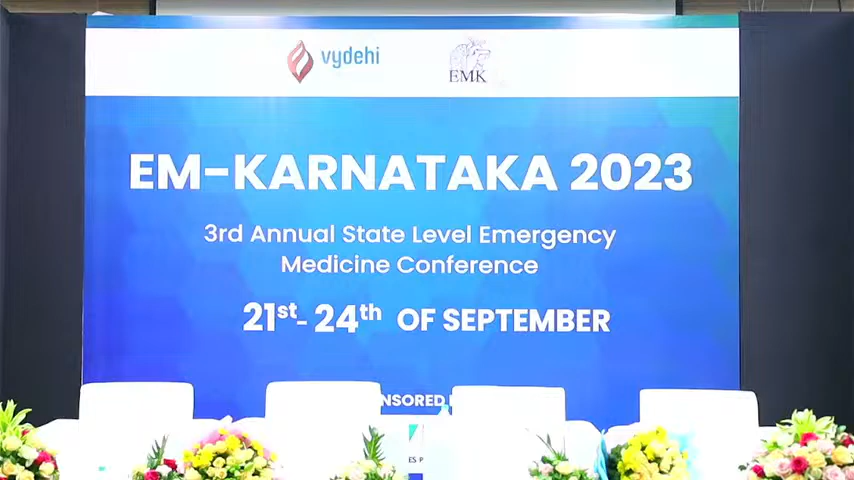 vydehi
EMK
EM-KARNATAKA 2023
3rd Annual State Level Emergency
Medicine Conference
21st- 24th OF SEPTEMBER